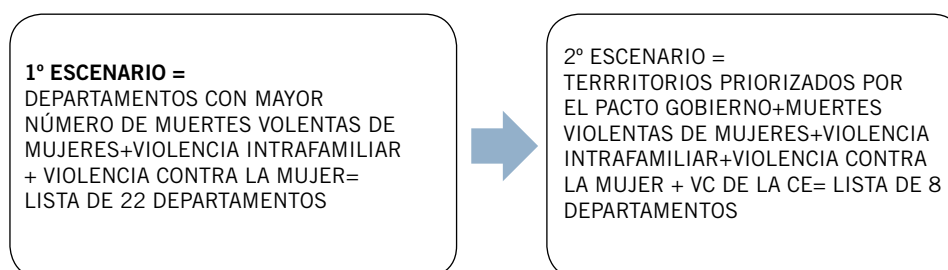 1º ESCENARIO =
DEPARTAMENTOS CON MAYOR
NÚMERO DE MUERTES VOLENTAS DE
MUJERES+VIOLENCIA INTRAFAMILIAR
+ VIOLENCIA CONTRA LA MUJER=
LISTA DE 22 DEPARTAMENTOS
2º ESCENARIO =
TERRRITORIOS PRIORIZADOS POR
EL PACTO GOBIERNO+MUERTES
VIOLENTAS DE MUJERES+VIOLENCIA
INTRAFAMILIAR+VIOLENCIA CONTRA
LA MUJER + VC DE LA CE= LISTA DE 8
DEPARTAMENTOS